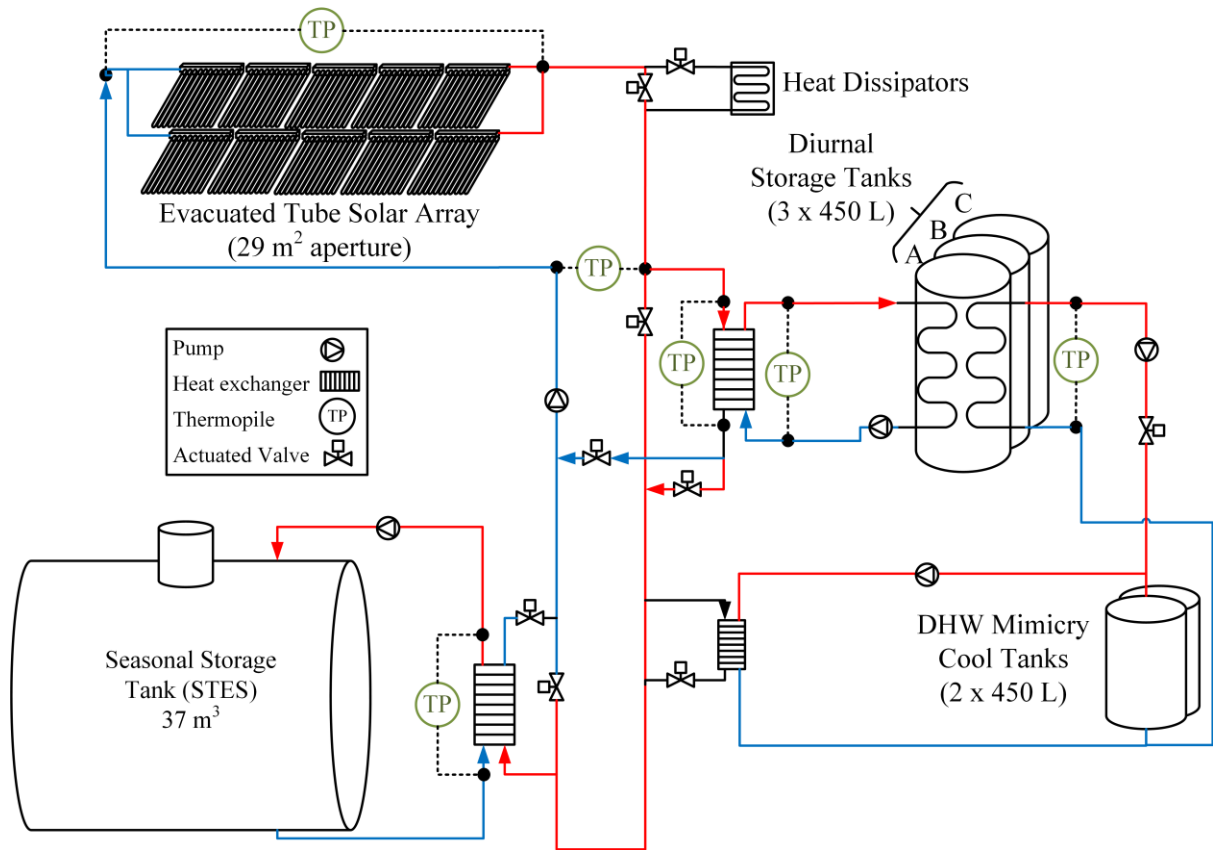 TP
Heat Dissipators
Evacuated Tube Solar Array
(29 m² aperture)
Diurnal
Storage Tanks
(3 x 450 L)
C
B
A
TP
TP
TP
TP
Pump
Heat exchanger
Thermopile
TP
Actuated Valve
Seasonal Storage
Tank (STES)
37 m³
TP
DHW Mimicry
Cool Tanks
(2 x 450 L)